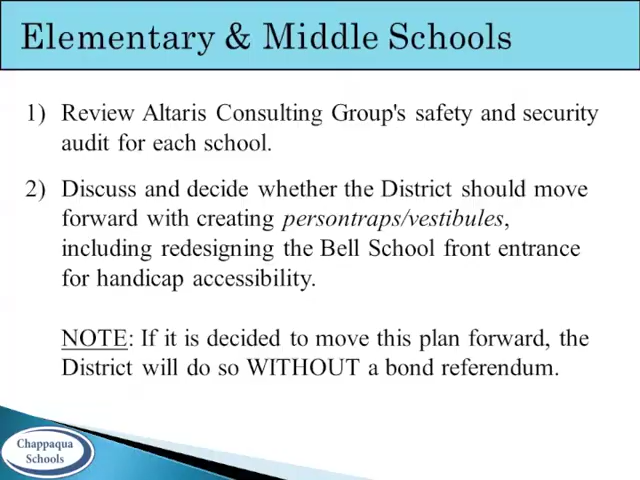 Elementary & Middle Schools
1) Review Altaris Consulting Group's safety and security
audit for each school.
2) Discuss and decide whether the District should move
forward with creating persontraps/vestibules,
including redesigning the Bell School front entrance
for handicap accessibility.
NOTE: If it is decided to move this plan forward, the
District will do so WITHOUT a bond referendum.
Chappaqua
Schools